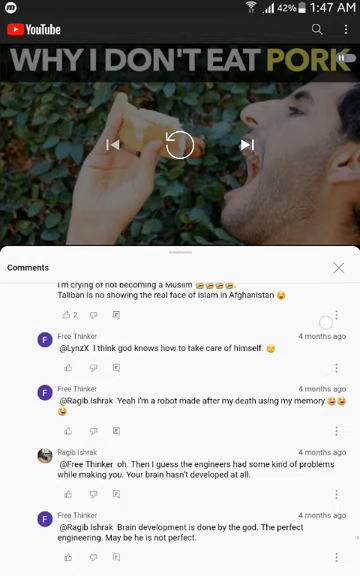 42% 1:47 AM
YouTube
WHY I DON'T EAT PORK
Comments
I'm crying of not becoming a Muslim 😂😂😂😂.
Taliban is no showing the real face of Islam in Afghanistan 😂
2
Free Thinker 4 months ago
@LynzX I think god knows how to take care of himself. 😊
Free Thinker 4 months ago
@Ragib Ishrak Yeah I'm a robot made after my death using my memory.😂😂
😂
Ragib Ishrak 4 months ago
@Free Thinker oh. Then I guess the engineers had some kind of problems
while making you. Your brain hasn't developed at all.
Free Thinker 4 months ago
@Ragib Ishrak Brain development is done by the god. The perfect
engineering. May be he is not perfect.